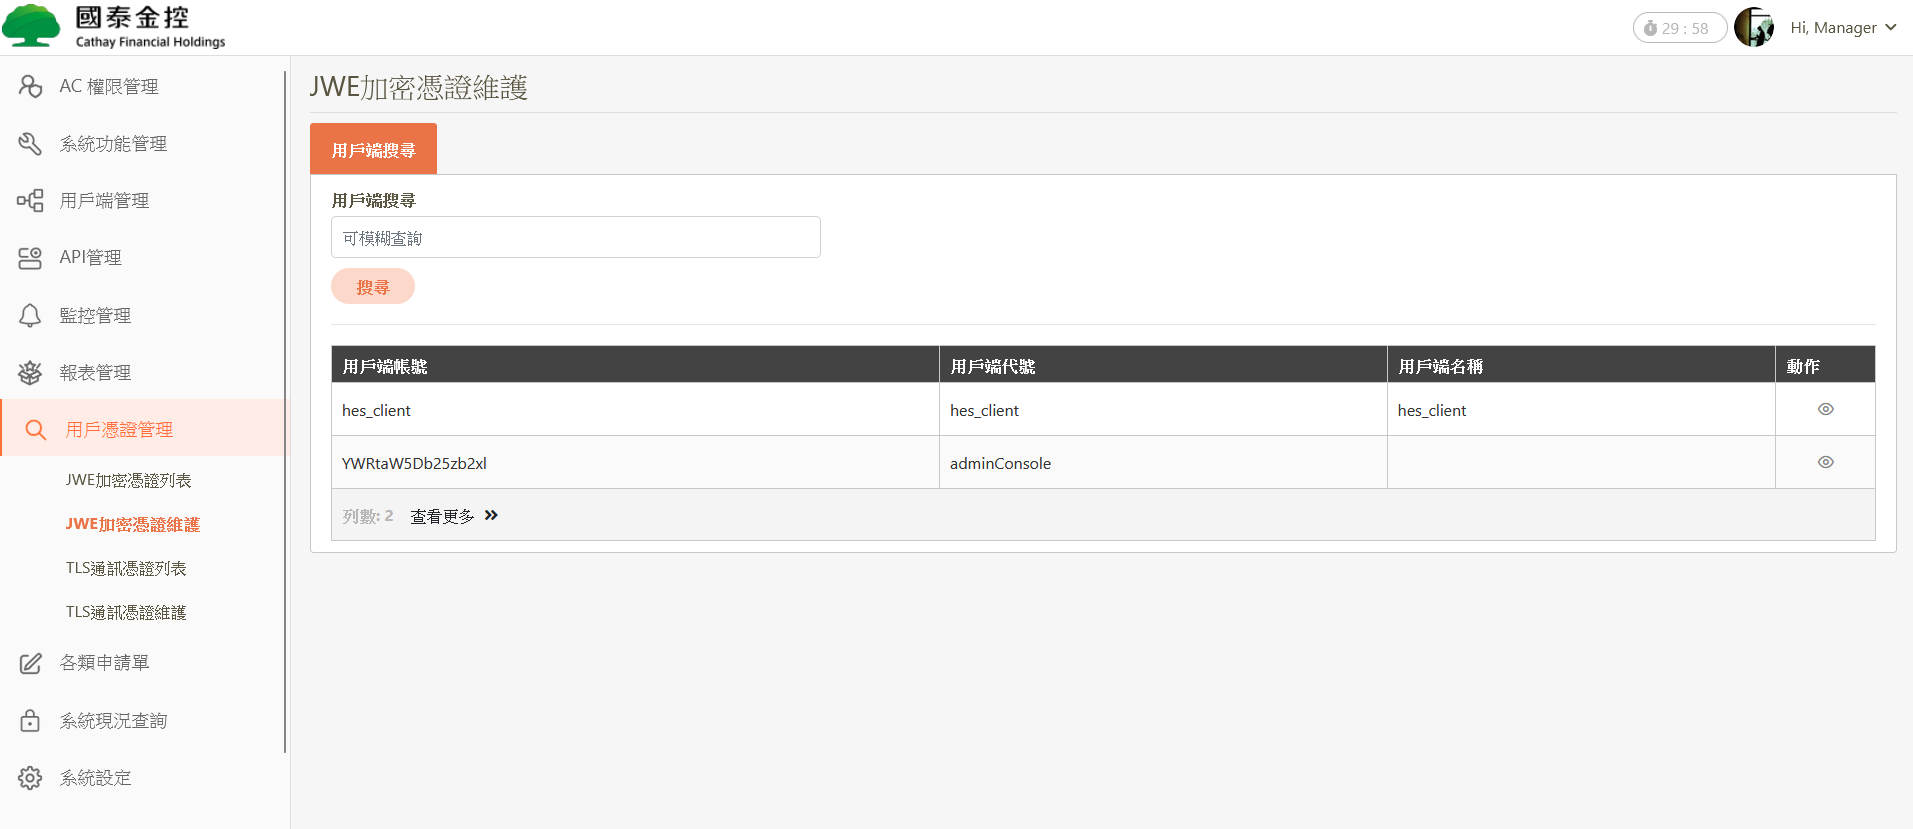 國泰金控
Cathay Financial Holdings
29 : 58
Hi, Manager
AC 權限管理
系統功能管理
用戶端管理
API管理
監控管理
報表管理
用戶憑證管理
JWE加密憑證列表
JWE加密憑證維護
TLS通訊憑證列表
TLS通訊憑證維護
各類申請單
系統現況查詢
系統設定
JWE加密憑證維護
用戶端搜尋
用戶端搜尋
可模糊查詢
搜尋
用戶端帳號 用戶端代號 用戶端名稱 動作
hes_client hes_client hes_client
YWRtaW5Db25zb2xl adminConsole
列數: 2 查看更多